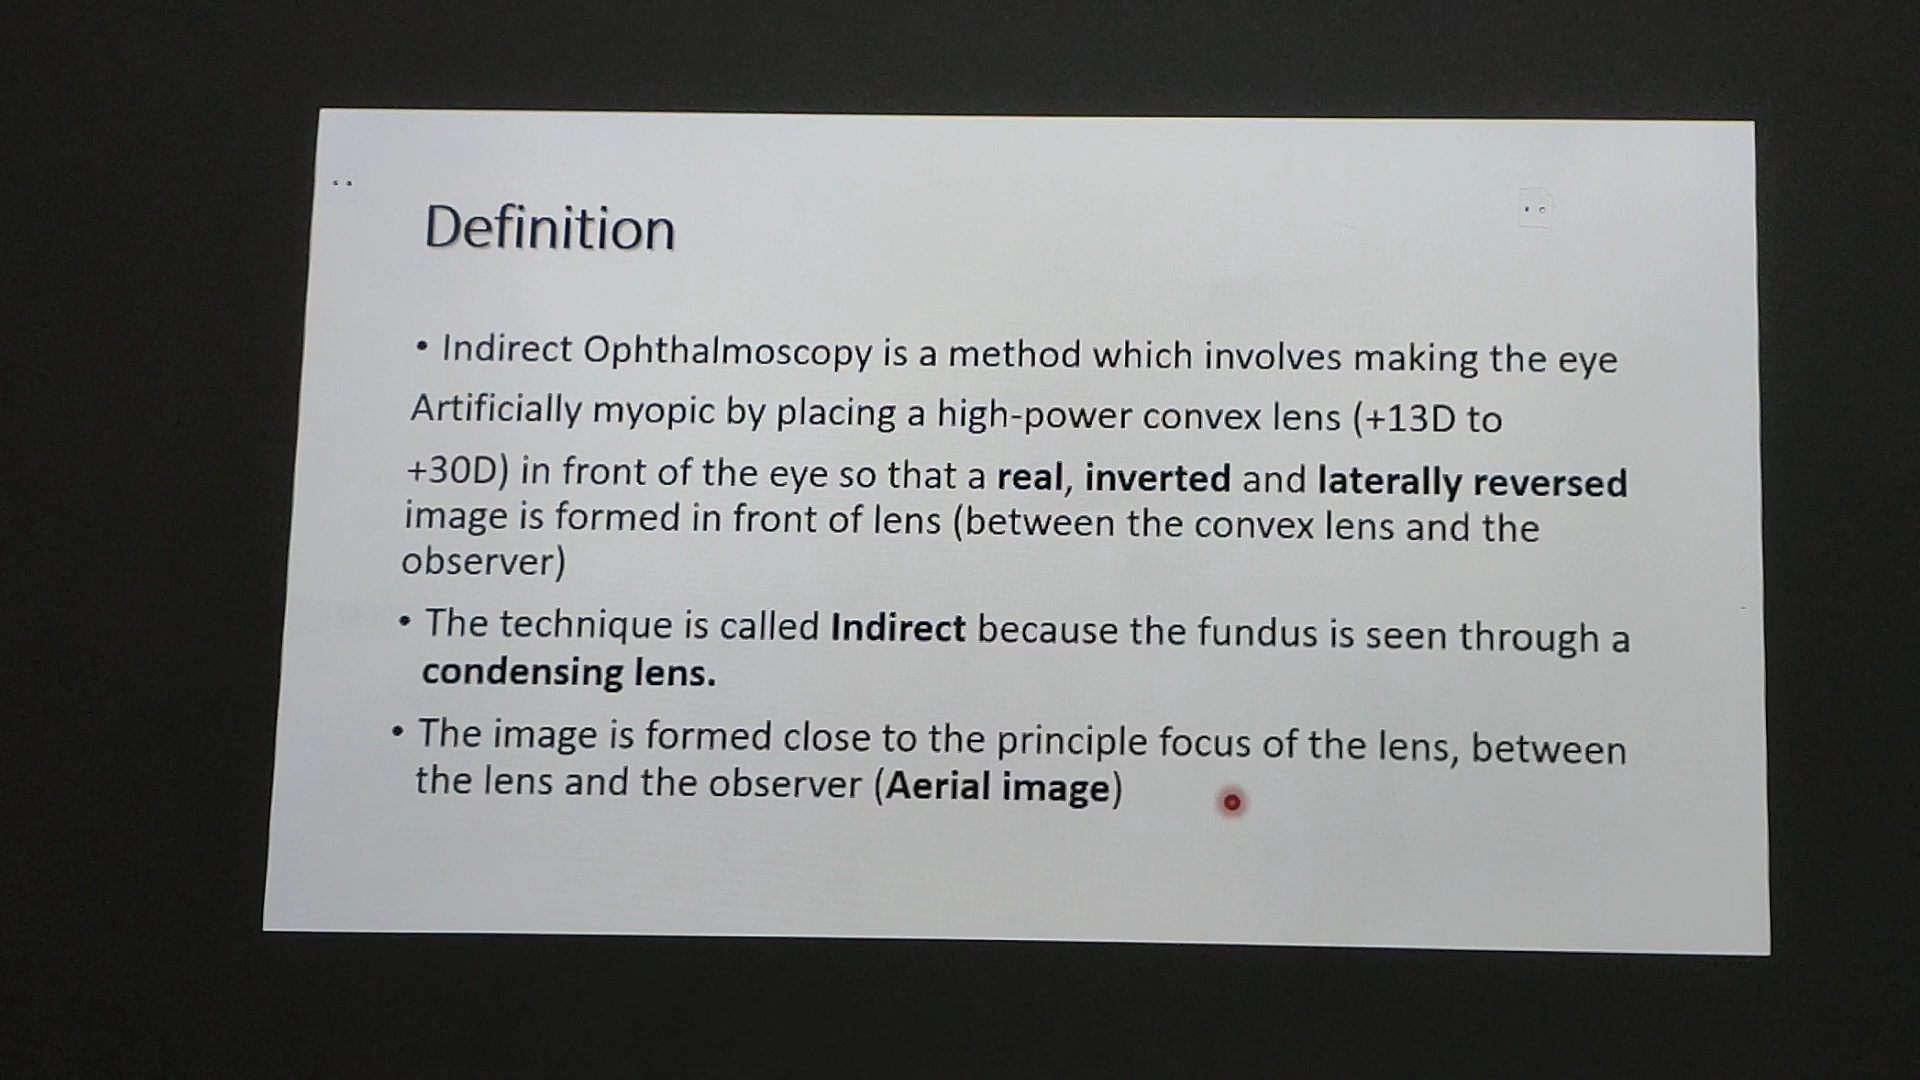 Definition
• Indirect Ophthalmoscopy is a method which involves making the eye
Artificially myopic by placing a high-power convex lens (+13D to
+30D) in front of the eye so that a real, inverted and laterally reversed
image is formed in front of lens (between the convex lens and the
observer)
• The technique is called Indirect because the fundus is seen through a
condensing lens.
• The image is formed close to the principle focus of the lens, between
the lens and the observer (Aerial image)